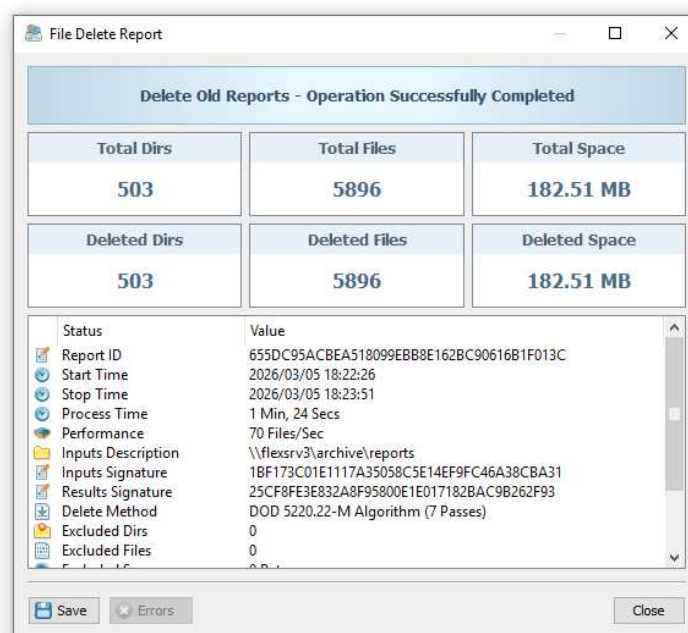 File Delete Report
Delete Old Reports - Operation Successfully Completed
Total Dirs Total Files Total Space
503 5896 182.51 MB
Deleted Dirs Deleted Files Deleted Space
503 5896 182.51 MB
Status Value
Report ID 655DC95ACBEA518099EBB8E162BC90616B1F013C
Start Time 2026/03/05 18:22:26
Stop Time 2026/03/05 18:23:51
Process Time 1 Min, 24 Secs
Performance 70 Files/Sec
Inputs Description \\flexsrv3\archive\reports
Inputs Signature 1BF173C01E1117A35058C5E14EF9FC46A38CBA31
Results Signature 25CF8FE3E832A8F95800E1E017182BAC9B262F93
Delete Method DOD 5220.22-M Algorithm (7 Passes)
Excluded Dirs 0
Excluded Files 0
Save Errors Close